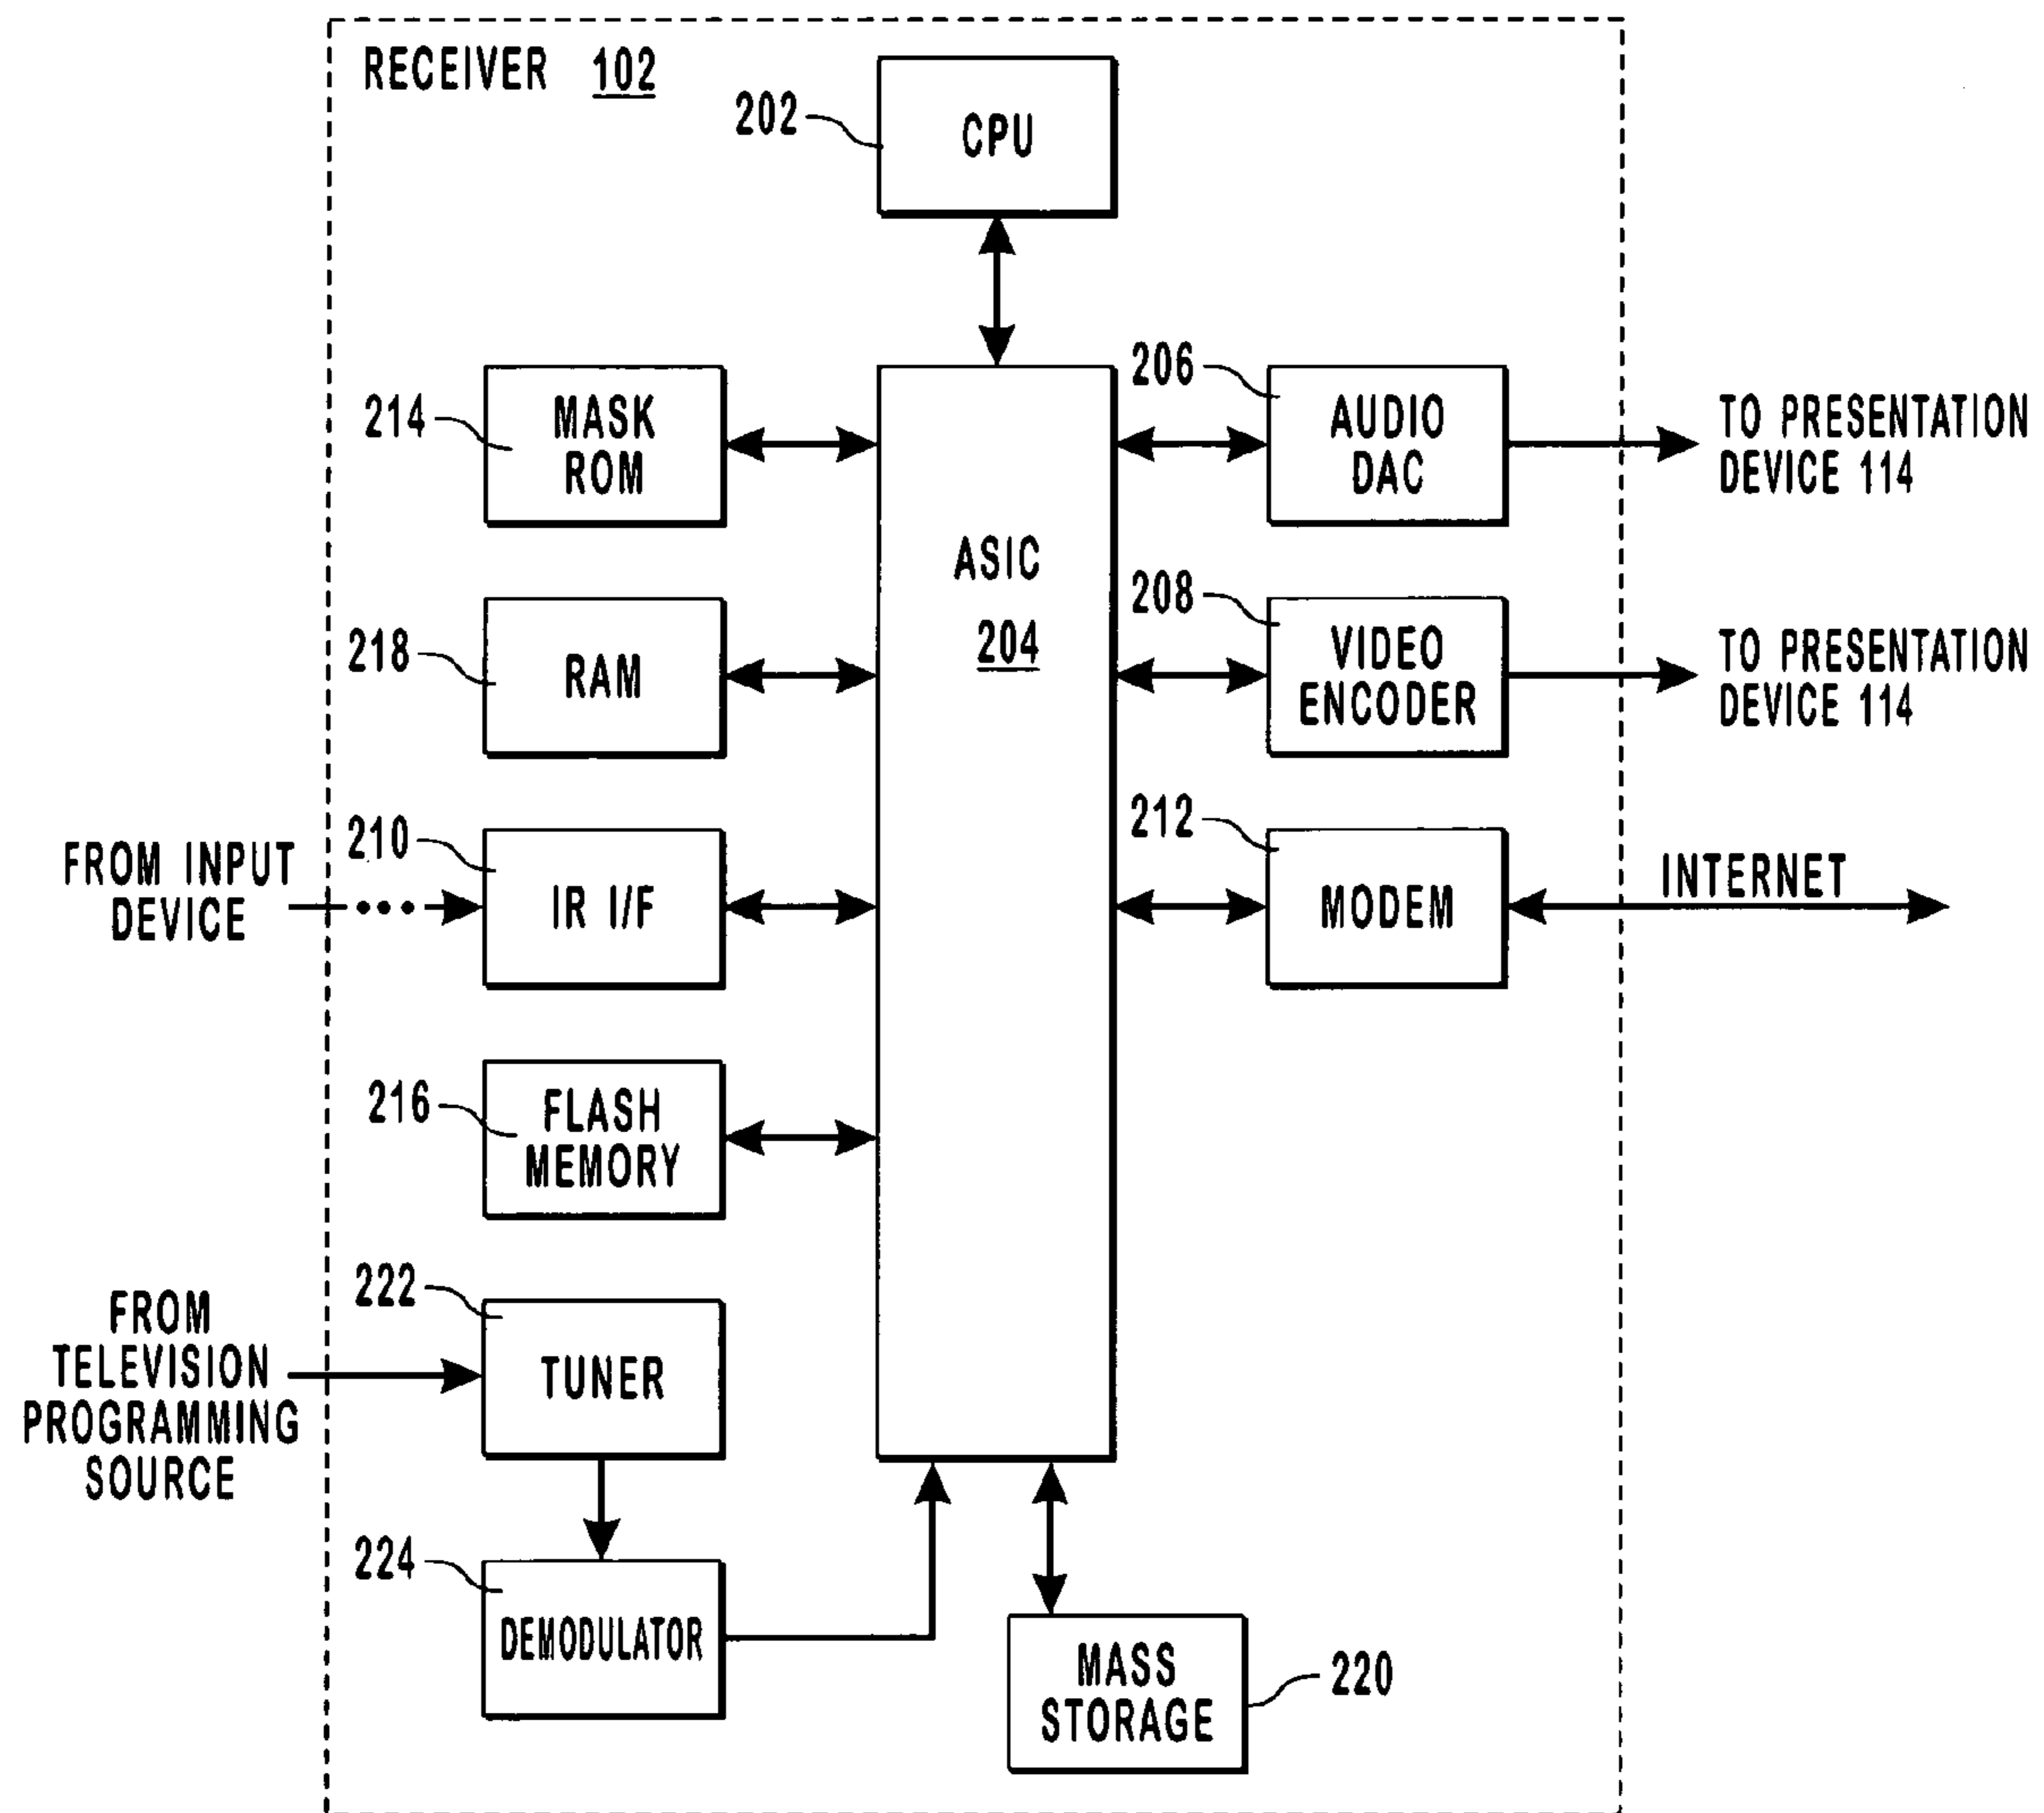 RECEIVER 102
202
CPU
214
MASK
ROM
206
AUDIO
DAC
TO PRESENTATION
DEVICE 114
ASIC
204
218
RAM
208
VIDEO
ENCODER
TO PRESENTATION
DEVICE 114
FROM INPUT
DEVICE
210
IR I/F
212
MODEM
INTERNET
216
FLASH
MEMORY
FROM
TELEVISION
PROGRAMMING
SOURCE
222
TUNER
224
DEMODULATOR
MASS
STORAGE
220